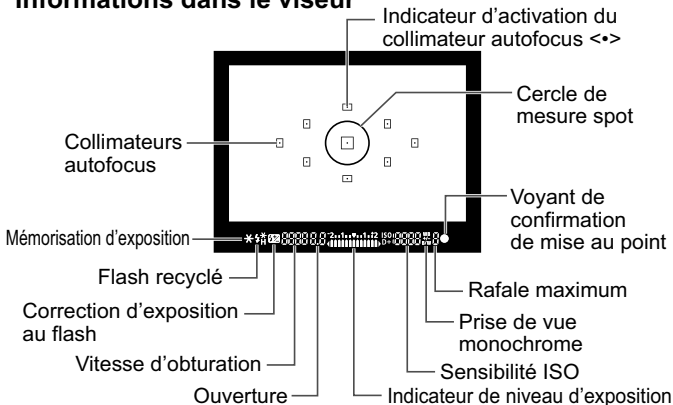 Informations dans le viseur
Indicateur d'activation du
collimateur autofocus <•>
Cercle de
mesure spot
Collimateurs
autofocus
Voyant de
confirmation
de mise au point
Mémorisation d'exposition
Flash recyclé
Rafale maximum
Correction d'exposition
au flash
Prise de vue
monochrome
Vitesse d'obturation
Sensibilité ISO
Ouverture
Indicateur de niveau d'exposition